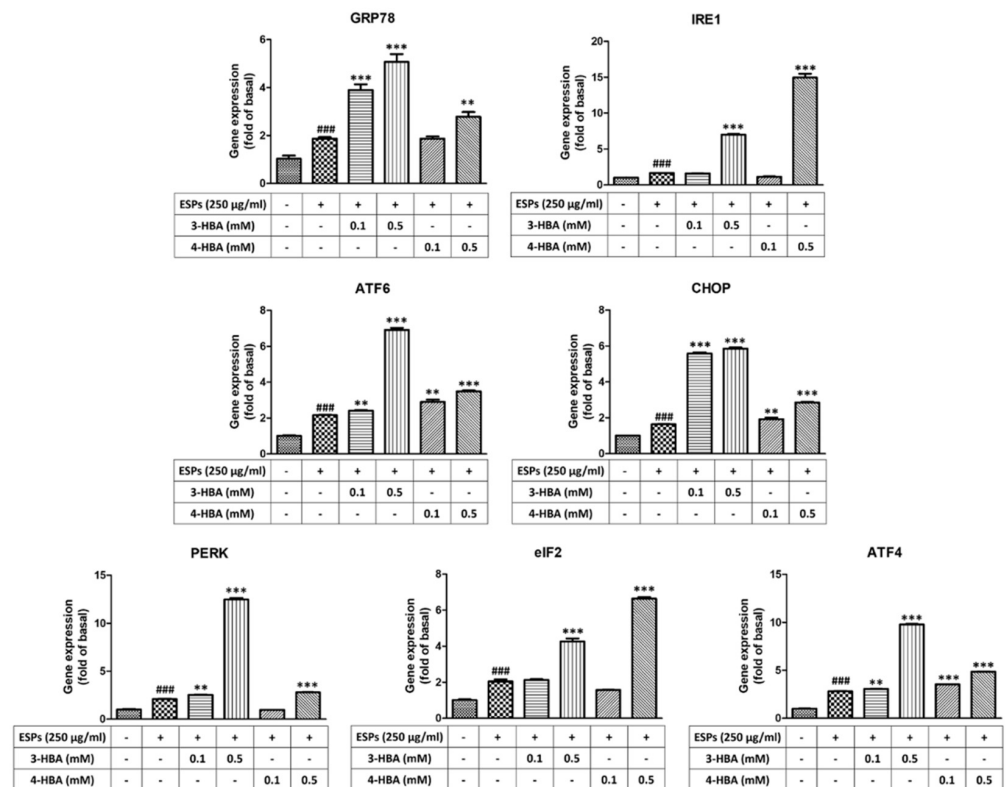 GRP78
Gene expression
(fold of basal)
6
4
2
0
###
***
***
**
ESPs (250 µg/ml) - + + + + +
3-HBA (mM) - - 0.1 0.5 - -
4-HBA (mM) - - - - 0.1 0.5
IRE1
Gene expression
(fold of basal)
20
15
10
5
0
###
***
***
ESPs (250 µg/ml) - + + + + +
3-HBA (mM) - - 0.1 0.5 - -
4-HBA (mM) - - - - 0.1 0.5
ATF6
Gene expression
(fold of basal)
8
6
4
2
0
###
**
***
**
***
ESPs (250 µg/ml) - + + + + +
3-HBA (mM) - - 0.1 0.5 - -
4-HBA (mM) - - - - 0.1 0.5
CHOP
Gene expression
(fold of basal)
8
6
4
2
0
###
***
***
**
***
ESPs (250 µg/ml) - + + + + +
3-HBA (mM) - - 0.1 0.5 - -
4-HBA (mM) - - - - 0.1 0.5
PERK
Gene expression
(fold of basal)
15
10
5
0
###
**
***
***
ESPs (250 µg/ml) - + + + + +
3-HBA (mM) - - 0.1 0.5 - -
4-HBA (mM) - - - - 0.1 0.5
eIF2
Gene expression
(fold of basal)
8
6
4
2
0
###
***
***
ESPs (250 µg/ml) - + + + + +
3-HBA (mM) - - 0.1 0.5 - -
4-HBA (mM) - - - - 0.1 0.5
ATF4
Gene expression
(fold of basal)
15
10
5
0
###
**
***
***
***
ESPs (250 µg/ml) - + + + + +
3-HBA (mM) - - 0.1 0.5 - -
4-HBA (mM) - - - - 0.1 0.5